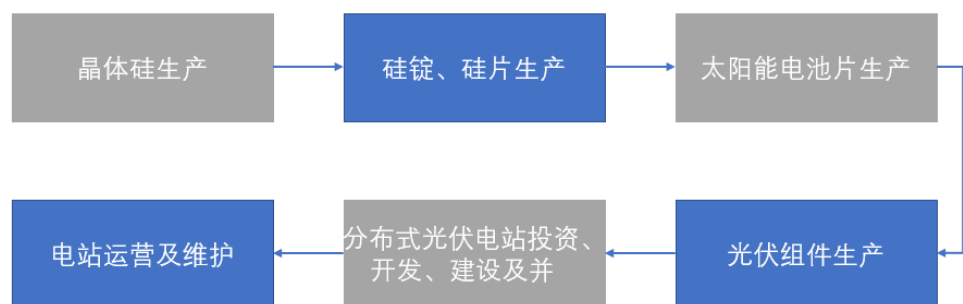 晶体硅生产
硅锭、硅片生产
太阳能电池片生产
电站运营及维护
分布式光伏电站投资、
开发、建设及并
光伏组件生产